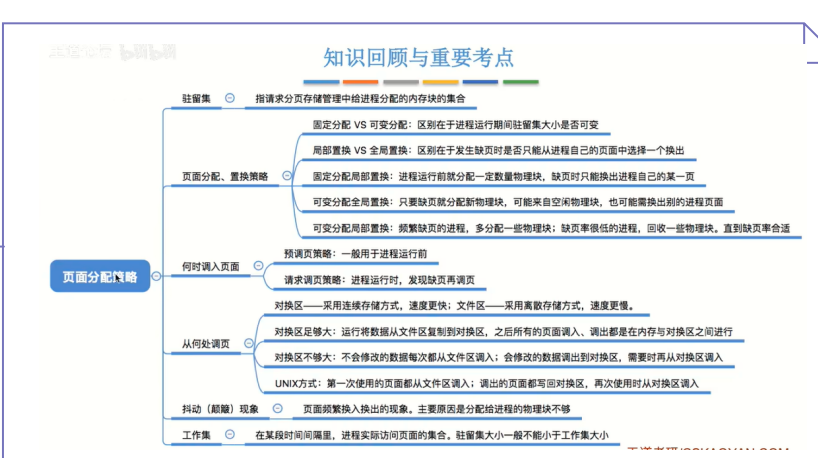 知识回顾与重要考点
驻留集
指请求分页存储管理中给进程分配的内存块的集合
固定分配 VS 可变分配：区别在于进程运行期间驻留集大小是否可变
局部置换 VS 全局置换：区别在于发生缺页时是否只能从进程自己的页面中选择一个换出
页面分配、置换策略
固定分配局部置换：进程运行前就分配一定数量物理块，缺页时只能换出进程自己的某一页
可变分配全局置换：只要缺页就分配新物理块，可能来自空闲物理块，也可能需换出别的进程页面
可变分配局部置换：频繁缺页的进程，多分配一些物理块；缺页率很低的进程，回收一些物理块。直到缺页率合适
预调页策略：一般用于进程运行前
何时调入页面
请求调页策略：进程运行时，发现缺页再调页
页面分配策略
对换区——采用连续存储方式，速度更快；文件区——采用离散存储方式，速度更慢。
对换区足够大：运行将数据从文件区复制到对换区，之后所有的页面调入、调出都是在内存与对换区之间进行
从何处调页
对换区不够大：不会修改的数据每次都从文件区调入；会修改的数据调出到对换区，需要时再从对换区调入
UNIX方式：第一次使用的页面都从文件区调入；调出的页面都写回对换区，再次使用时从对换区调入
抖动（颠簸）现象
页面频繁换入换出的现象。主要原因是分配给进程的物理块不够
工作集
在某段时间间隔里，进程实际访问页面的集合。驻留集大小一般不能小于工作集大小